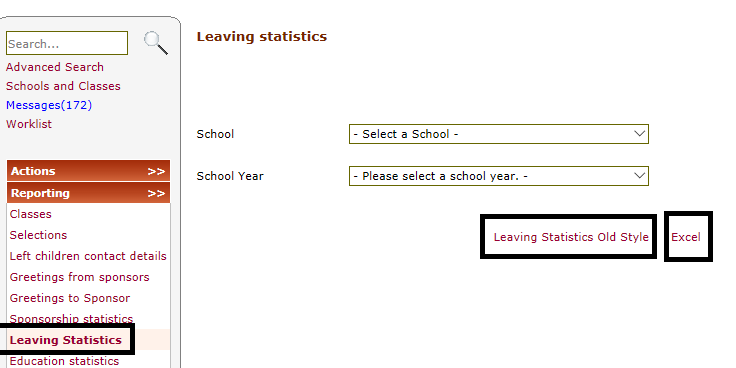 Search...
Advanced Search
Schools and Classes
Messages(172)
Worklist
Actions >>
Reporting >>
Classes
Selections
Left children contact details
Greetings from sponsors
Greetings to Sponsor
Sponsorship statistics
Leaving Statistics
Education statistics
Leaving statistics
School - Select a School -
School Year - Please select a school year. -
Leaving Statistics Old Style Excel